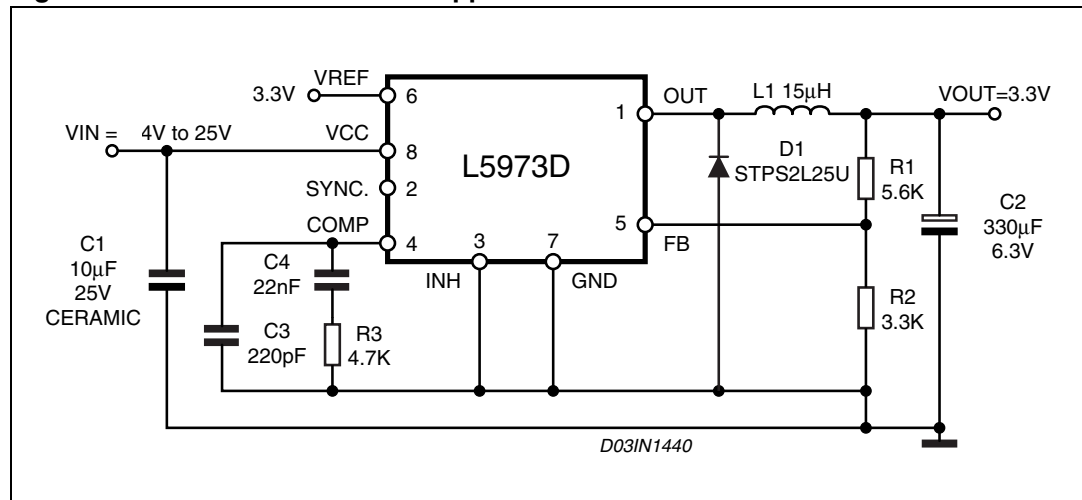 VREF
3.3V
6
VIN = 4V to 25V
VCC
8
L5973D
SYNC.
2
COMP
4
3
INH
7
GND
1
OUT
L1 15µH
VOUT=3.3V
D1
STPS2L25U
R1
5.6K
5
FB
C2
330µF
6.3V
R2
3.3K
C1
10µF
25V
CERAMIC
C4
22nF
C3
220pF
R3
4.7K
D03IN1440